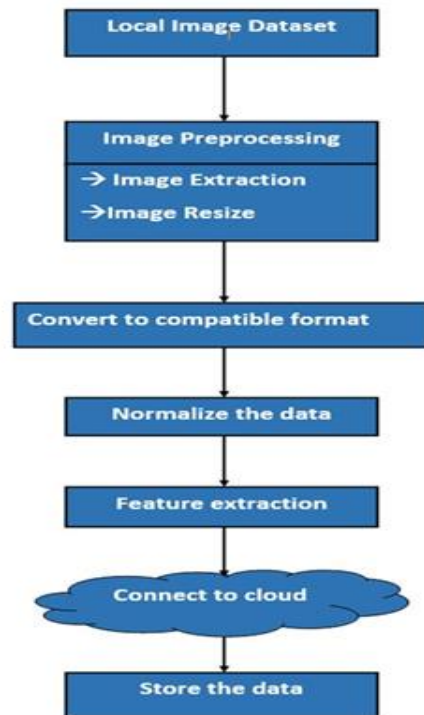 Local Image Dataset
Image Preprocessing
→ Image Extraction
→Image Resize
Convert to compatible format
Normalize the data
Feature extraction
Connect to cloud
Store the data